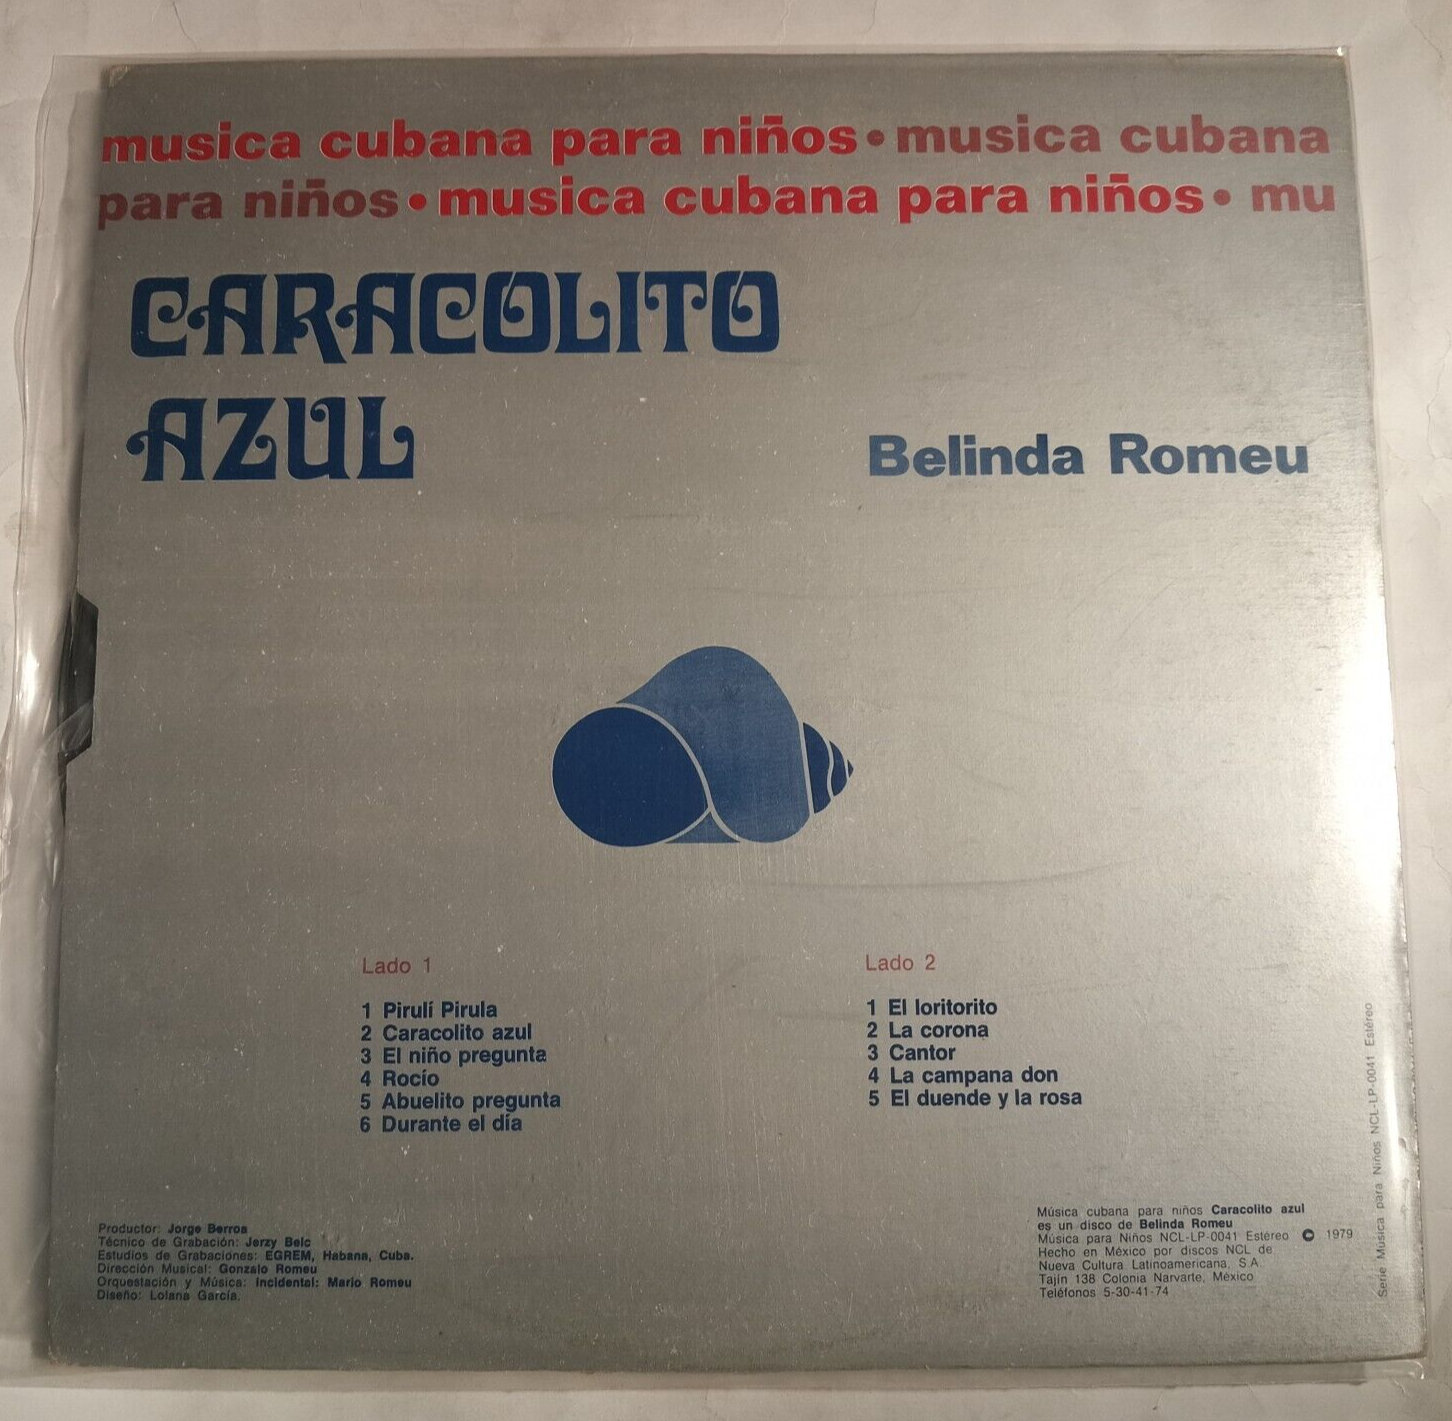 musica cubana para niños • musica cubana
para niños • musica cubana para niños • mu
CARACOLITO
AZUL
Belinda Romeu
Lado 1
1 Pirulí Pirula
2 Caracolito azul
3 El niño pregunta
4 Rocío
5 Abuelito pregunta
6 Durante el día
Lado 2
1 El loritorito
2 La corona
3 Cantor
4 La campana don
5 El duende y la rosa
Productor: Jorge Berroa
Técnico de Grabación: Jerzy Belc
Estudios de Grabaciones: EGREM, Habana, Cuba.
Dirección Musical: Gonzalo Romeu
Orquestación y Música: Incidental: Mario Romeu
Diseño: Lolana García.
Música cubana para niños Caracolito azul
es un disco de Belinda Romeu
Música para Niños NCL-LP-0041 Estéreo © 1979
Hecho en México por discos NCL de
Nueva Cultura Latinoamericana, S.A.
Tajín 138 Colonia Narvarte, México
Teléfonos 5-30-41-74
Serie Música para Niños NCL-LP-0041 Estéreo